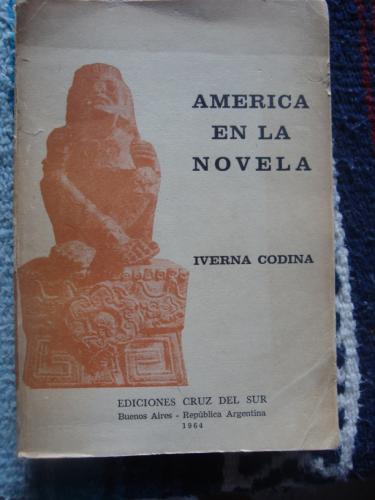 AMERICA
EN LA
NOVELA
IVERNA CODINA
EDICIONES CRUZ DEL SUR
Buenos Aires - República Argentina
1964